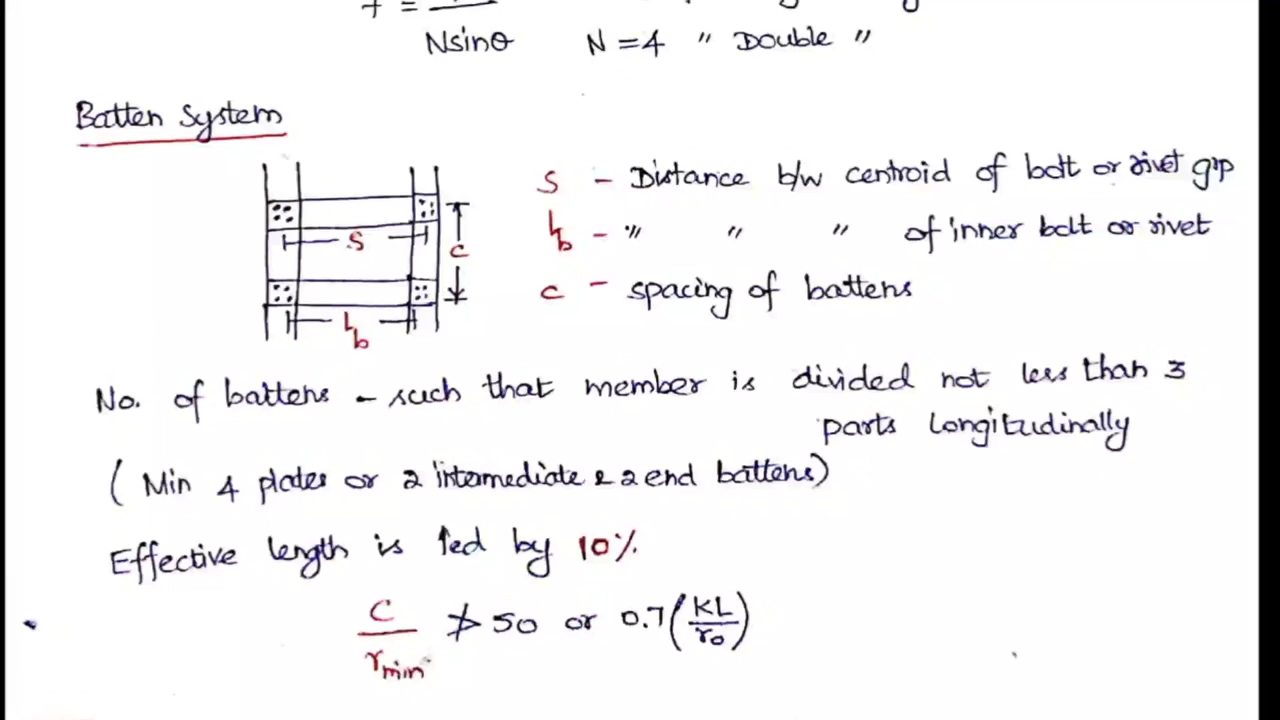 f =
Nsinθ N = 4 " Double "
Batten System
S - Distance b/w centroid of bolt or rivet grp
S C
lb - " " " of inner bolt or rivet
C - spacing of battens
lb
No. of battens - such that member is divided not less than 3
parts longitudinally
( Min 4 plates or 2 intermediate & 2 end battens)
Effective length is ↑ed by 10%
C/rmin ≯ 50 or 0.7(KL/ro)